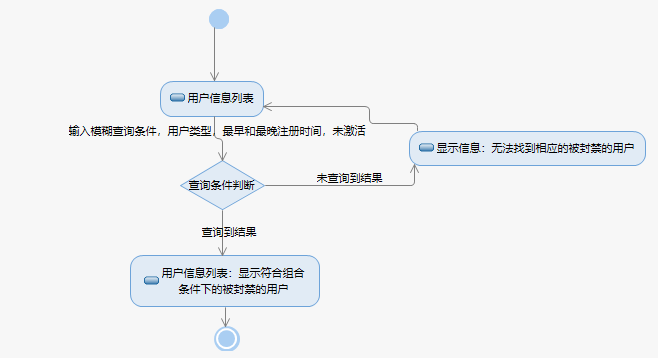 用户信息列表
输入模糊查询条件，用户类型，最早和最晚注册时间，未激活
显示信息：无法找到相应的被封禁的用户
查询条件判断
未查询到结果
查询到结果
用户信息列表：显示符合组合
条件下的被封禁的用户